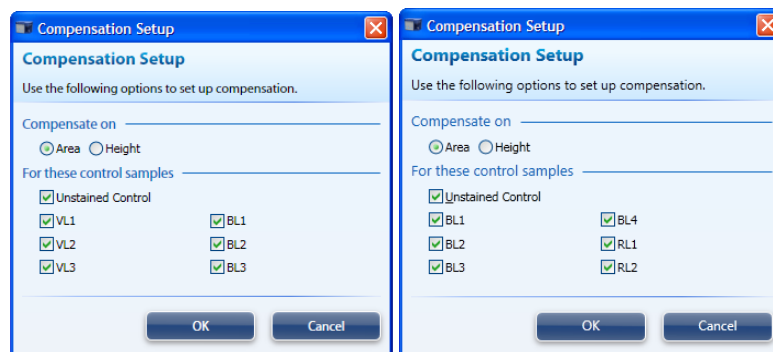 Compensation Setup
Compensation Setup
Use the following options to set up compensation.
Compensate on
Area Height
For these control samples
Unstained Control
VL1 BL1
VL2 BL2
VL3 BL3
OK Cancel
Compensation Setup
Compensation Setup
Use the following options to set up compensation.
Compensate on
Area Height
For these control samples
Unstained Control
BL1 BL4
BL2 RL1
BL3 RL2
OK Cancel